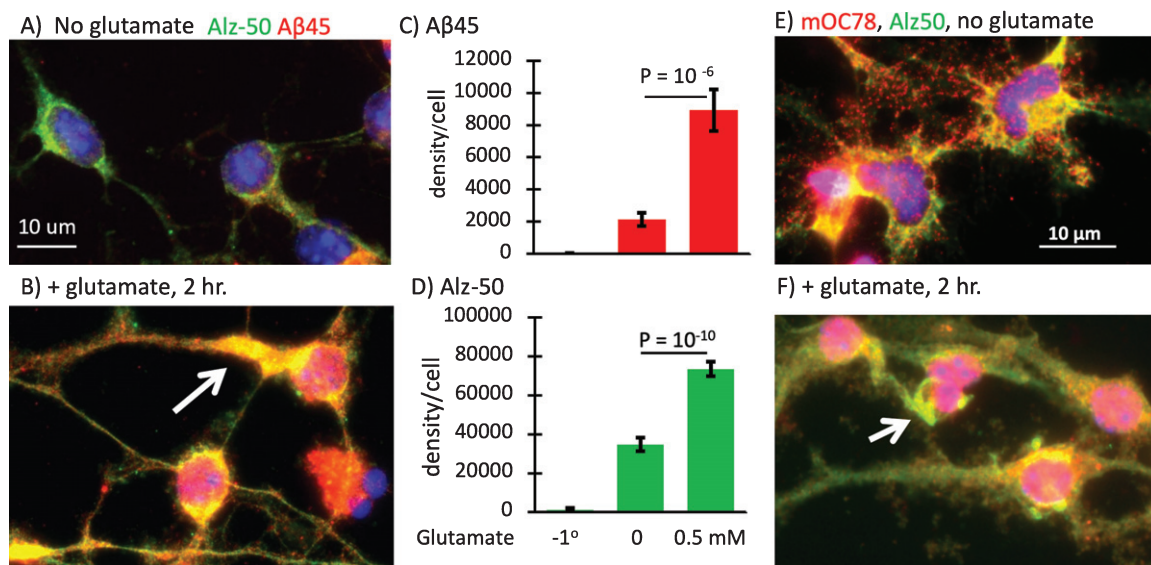 A) No glutamate Alz-50 Aβ45
10 um
B) + glutamate, 2 hr.
C) Aβ45
density/cell
12000
10000
8000
6000
4000
2000
0
P = 10 -6
D) Alz-50
density/cell
100000
80000
60000
40000
20000
0
P = 10-10
Glutamate -1º 0 0.5 mM
E) mOC78, Alz50, no glutamate
10 µm
F) + glutamate, 2 hr.